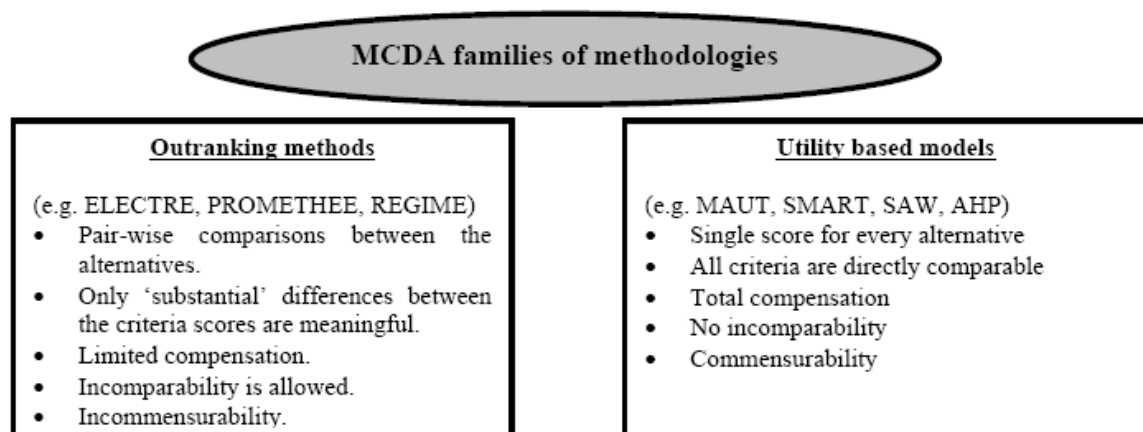 MCDA families of methodologies
Outranking methods
(e.g. ELECTRE, PROMETHEE, REGIME)
• Pair-wise comparisons between the
alternatives.
• Only ‘substantial’ differences between
the criteria scores are meaningful.
• Limited compensation.
• Incomparability is allowed.
• Incommensurability.
Utility based models
(e.g. MAUT, SMART, SAW, AHP)
• Single score for every alternative
• All criteria are directly comparable
• Total compensation
• No incomparability
• Commensurability